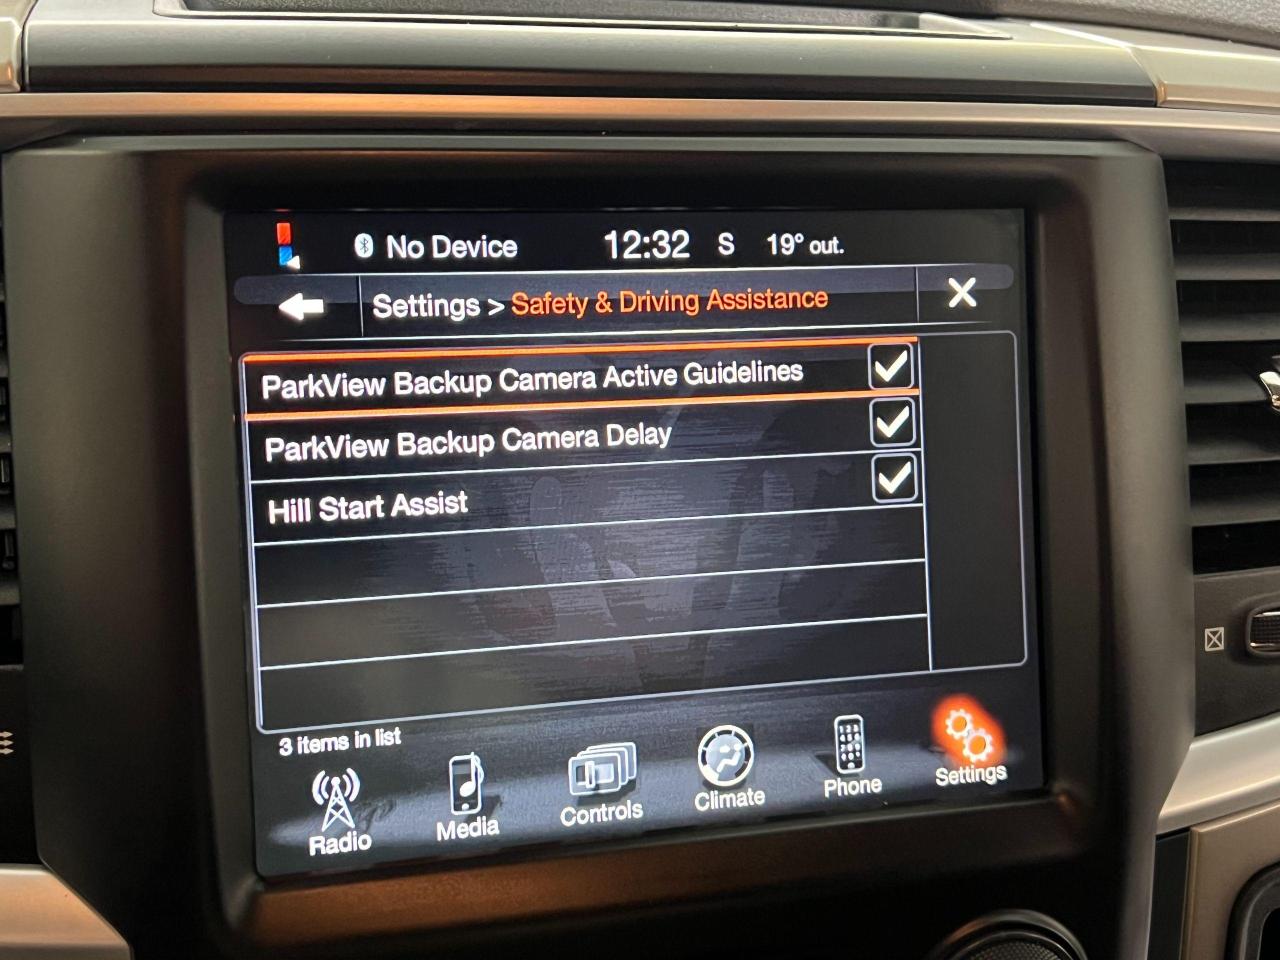 No Device 12:32 S 19° out.
Settings > Safety & Driving Assistance
ParkView Backup Camera Active Guidelines
ParkView Backup Camera Delay
Hill Start Assist
3 items in list
Radio Media Controls Climate Phone Settings